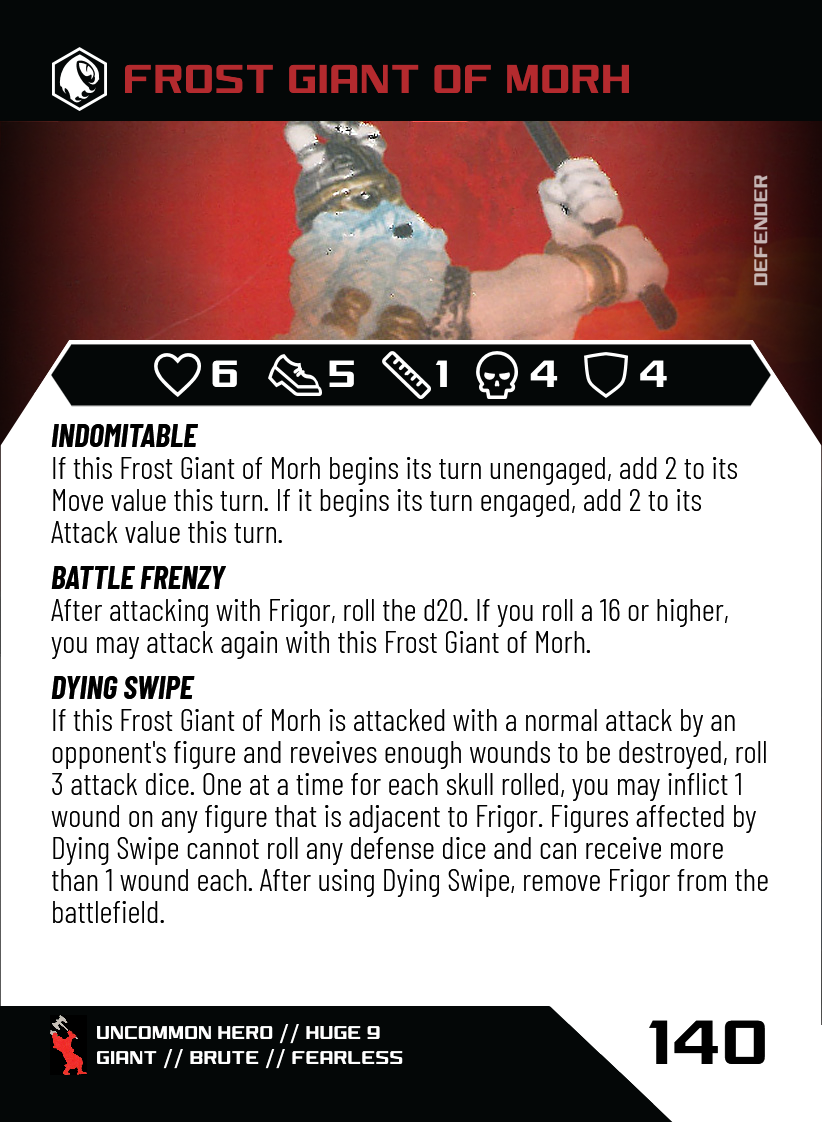 FROST GIANT OF MORH
DEFENDER
6 5 1 4 4
INDOMITABLE
If this Frost Giant of Morh begins its turn unengaged, add 2 to its
Move value this turn. If it begins its turn engaged, add 2 to its
Attack value this turn.
BATTLE FRENZY
After attacking with Frigor, roll the d20. If you roll a 16 or higher,
you may attack again with this Frost Giant of Morh.
DYING SWIPE
If this Frost Giant of Morh is attacked with a normal attack by an
opponent's figure and reveives enough wounds to be destroyed, roll
3 attack dice. One at a time for each skull rolled, you may inflict 1
wound on any figure that is adjacent to Frigor. Figures affected by
Dying Swipe cannot roll any defense dice and can receive more
than 1 wound each. After using Dying Swipe, remove Frigor from the
battlefield.
UNCOMMON HERO // HUGE 9
GIANT // BRUTE // FEARLESS
140